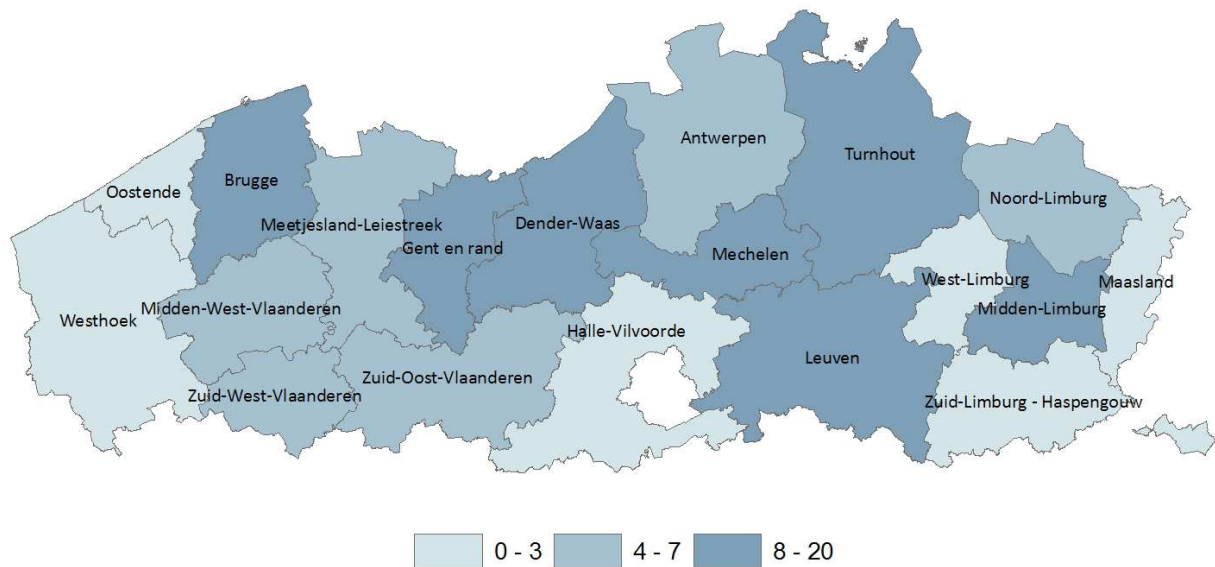 Antwerpen
Turnhout
Brugge
Oostende
Noord-Limburg
Meetjesland-Leiestreek
Dender-Waas
Gent en rand
Mechelen
West-Limburg
Maasland
Midden-West-Vlaanderen
Midden-Limburg
Westhoek
Halle-Vilvoorde
Leuven
Zuid-Oost-Vlaanderen
Zuid-West-Vlaanderen
Zuid-Limburg - Haspengouw
0 - 3
4 - 7
8 - 20